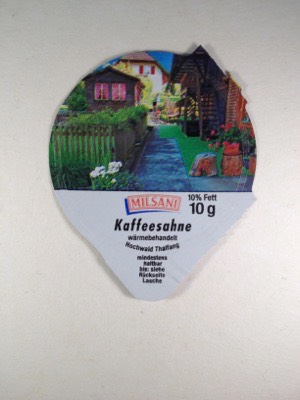 MILSANI
10% Fett
10 g
Kaffeesahne
wärmebehandelt
Hochwald Thalfang
mindestens
haltbar
bis: siehe
Rückseite
Lasche